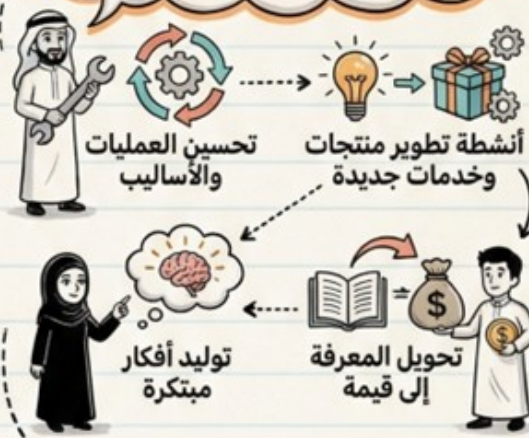 أنشطة تطوير منتجات
وخدمات جديدة
تحسين العمليات
والأساليب
تحويل المعرفة
إلى قيمة
توليد أفكار
مبتكرة